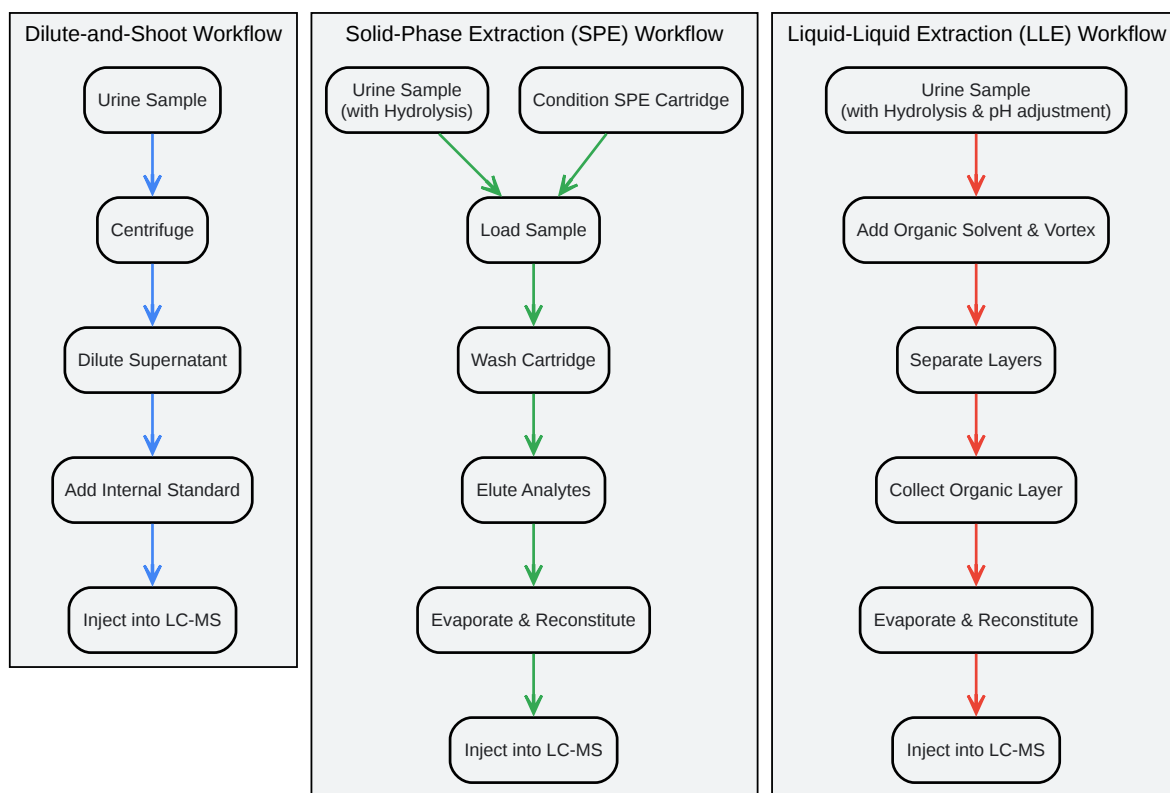 Dilute-and-Shoot Workflow
Urine Sample
Centrifuge
Dilute Supernatant
Add Internal Standard
Inject into LC-MS
Solid-Phase Extraction (SPE) Workflow
Urine Sample
(with Hydrolysis)
Condition SPE Cartridge
Load Sample
Wash Cartridge
Elute Analytes
Evaporate & Reconstitute
Inject into LC-MS
Liquid-Liquid Extraction (LLE) Workflow
Urine Sample
(with Hydrolysis & pH adjustment)
Add Organic Solvent & Vortex
Separate Layers
Collect Organic Layer
Evaporate & Reconstitute
Inject into LC-MS